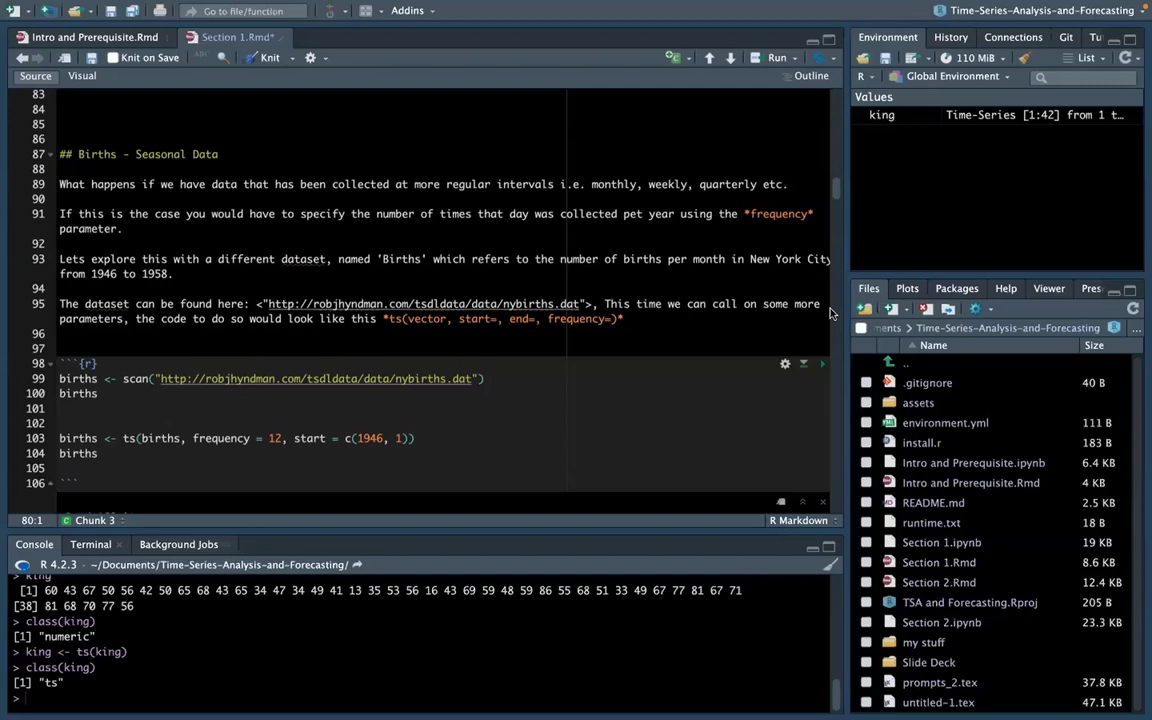 Go to file/function
Addins
Time-Series-Analysis-and-Forecasting
Intro and Prerequisite.Rmd
Section 1.Rmd*
Knit on Save
Knit
Run
Source
Visual
Outline
83
84
85
86
87 ## Births - Seasonal Data
88
89 What happens if we have data that has been collected at more regular intervals i.e. monthly, weekly, quarterly etc.
90
91 If this is the case you would have to specify the number of times that day was collected pet year using the *frequency*
parameter.
92
93 Lets explore this with a different dataset, named 'Births' which refers to the number of births per month in New York City
from 1946 to 1958.
94
95 The dataset can be found here: <"http://robjhyndman.com/tsdldata/data/nybirths.dat">, This time we can call on some more
parameters, the code to do so would look like this *ts(vector, start=, end=, frequency=)*
96
97
98 ```{r}
99 births <- scan("http://robjhyndman.com/tsdldata/data/nybirths.dat")
100 births
101
102
103 births <- ts(births, frequency = 12, start = c(1946, 1))
104 births
105
106 ```
80:1
Chunk 3
R Markdown
Console
Terminal
Background Jobs
R 4.2.3 · ~/Documents/Time-Series-Analysis-and-Forecasting/
> king
[1] 60 43 67 50 56 42 50 65 68 43 65 34 47 34 49 41 13 35 53 56 16 43 69 59 48 59 86 55 68 51 33 49 67 77 81 67 71
[38] 81 68 70 77 56
> class(king)
[1] "numeric"
> king <- ts(king)
> class(king)
[1] "ts"
>
Environment
History
Connections
Git
Tu
110 MiB
List
R
Global Environment
Values
king Time-Series [1:42] from 1 t…
Files
Plots
Packages
Help
Viewer
Pres
ments
Time-Series-Analysis-and-Forecasting
...
Name
Size
..
.gitignore 40 B
assets
environment.yml 111 B
install.r 183 B
Intro and Prerequisite.ipynb 6.4 KB
Intro and Prerequisite.Rmd 4 KB
README.md 2.5 KB
runtime.txt 18 B
Section 1.ipynb 19 KB
Section 1.Rmd 8.6 KB
Section 2.Rmd 12.4 KB
TSA and Forecasting.Rproj 205 B
Section 2.ipynb 23.3 KB
my stuff
Slide Deck
prompts_2.tex 37.8 KB
untitled-1.tex 47.1 KB